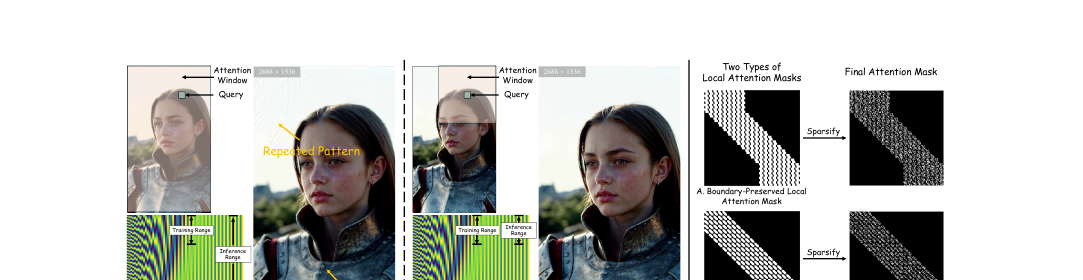 Attention
Window
Query
2688 × 1536
Repeated Pattern
Training Range
Inference
Range
Attention
Window
Query
2688 × 1536
Training Range
Inference
Range
Two Types of
Local Attention Masks
Final Attention Mask
Sparsify
A. Boundary-Preserved Local
Attention Mask
Sparsify